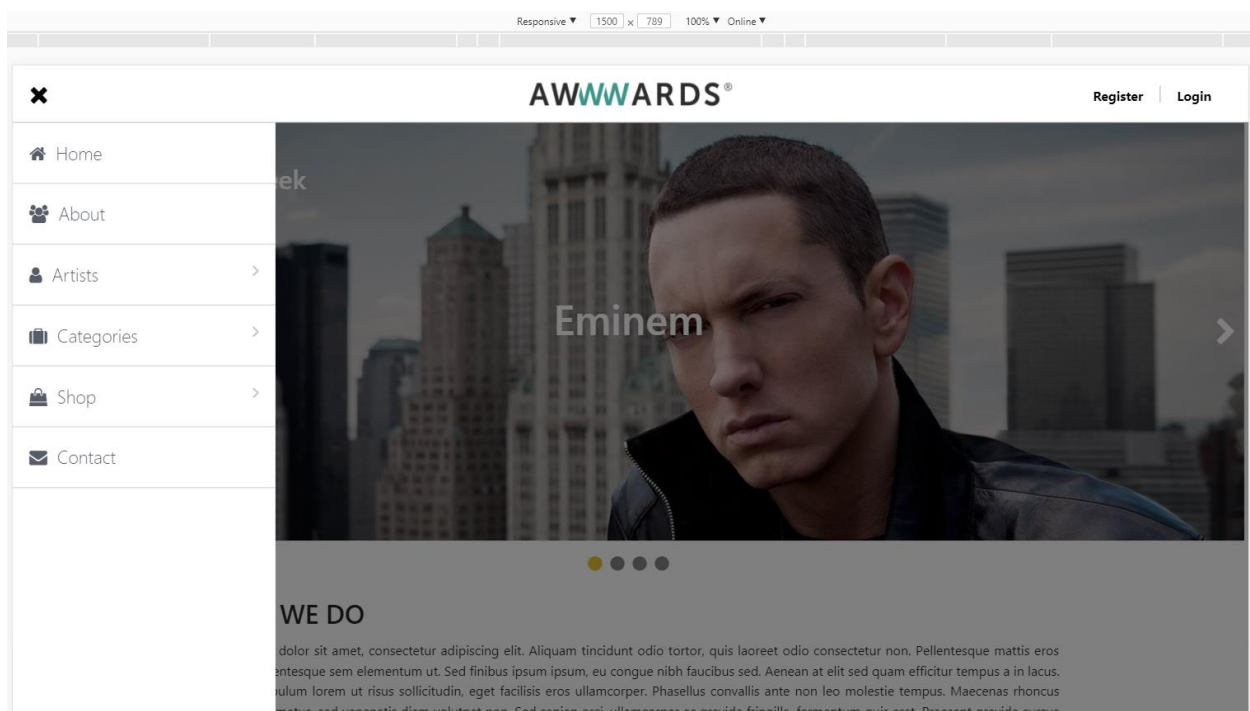 Responsive ▼ 1500 x 789 100% ▼ Online ▼
AWWWARDS®
Register Login
Home
About
Artists
Categories
Shop
Contact
eek
Eminem
WE DO
dolor sit amet, consectetur adipiscing elit. Aliquam tincidunt odio tortor, quis laoreet odio consectetur non. Pellentesque mattis eros
entesque sem elementum ut. Sed finibus ipsum ipsum, eu congue nibh faucibus sed. Aenean at elit sed quam efficitur tempus a in lacus.
bulum lorem ut risus sollicitudin, eget facilisis eros ullamcorper. Phasellus convallis ante non leo molestie tempus. Maecenas rhoncus